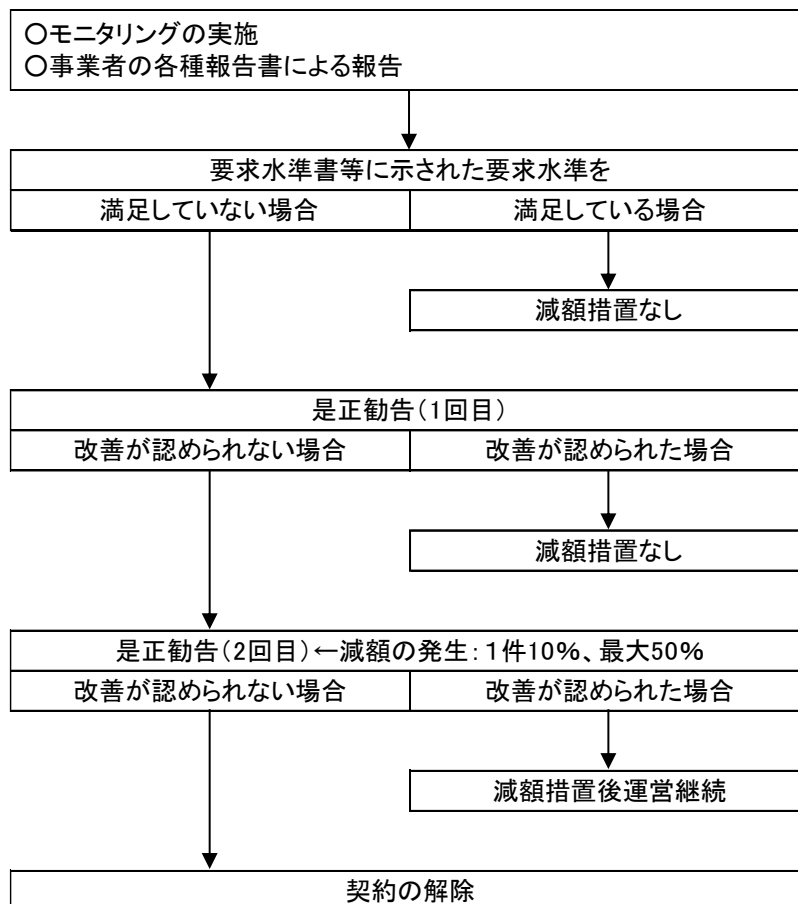 ○モニタリングの実施
○事業者の各種報告書による報告
要求水準書等に示された要求水準を
満足していない場合
満足している場合
減額措置なし
是正勧告(1回目)
改善が認められない場合
改善が認められた場合
減額措置なし
是正勧告(2回目)←減額の発生:1件10%、最大50%
改善が認められない場合
改善が認められた場合
減額措置後運営継続
契約の解除